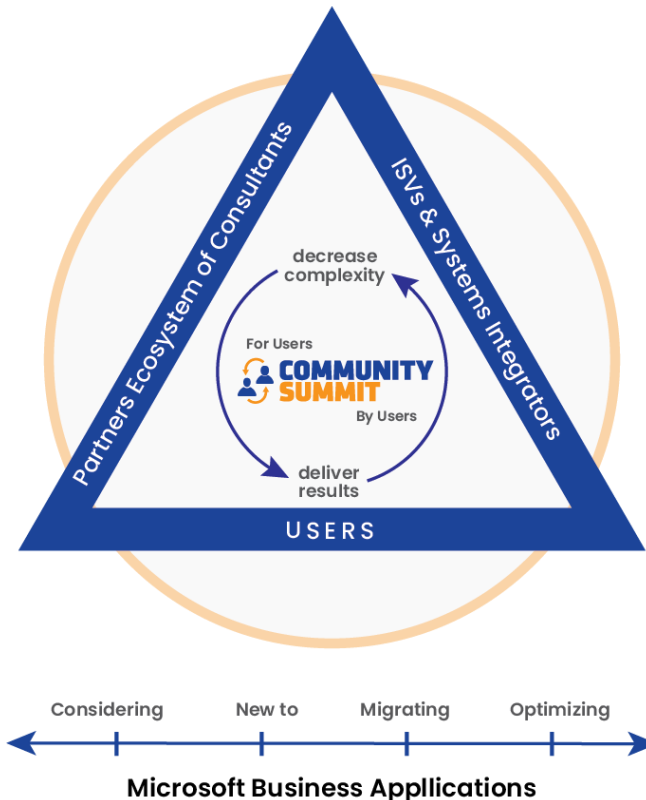 Partners Ecosystem of Consultants
ISVs & Systems Integrators
decrease
complexity
For Users
COMMUNITY
SUMMIT
By Users
deliver
results
USERS
Considering
New to
Migrating
Optimizing
Microsoft Business Appllications